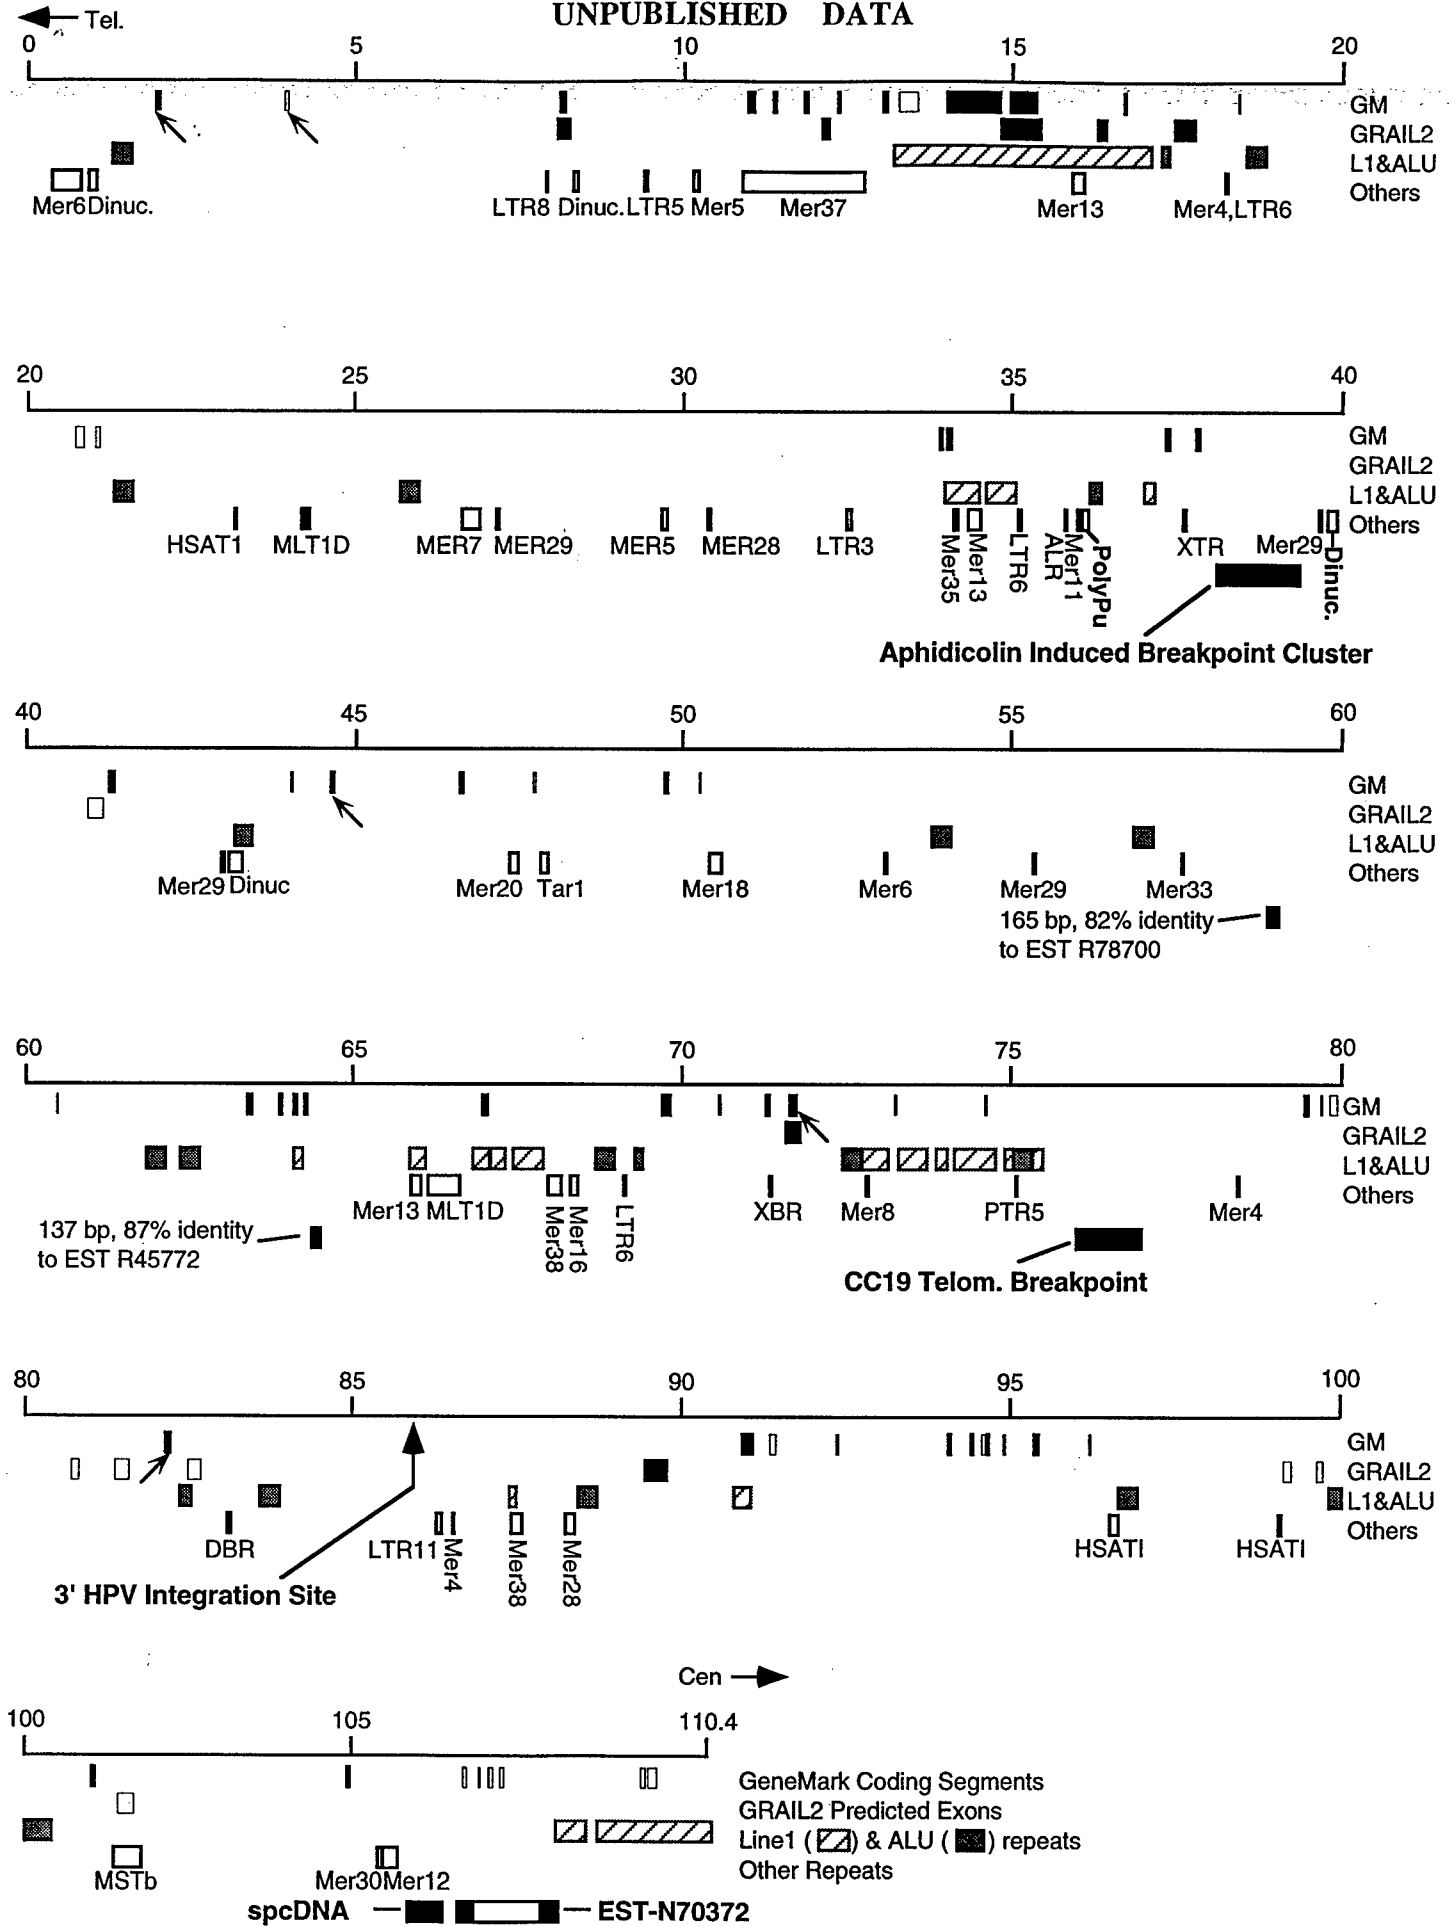 UNPUBLISHED DATA
Tel.
0 5 10 15 20
GM
GRAIL2
L1&ALU
Others
Mer6 Dinuc. LTR8 Dinuc. LTR5 Mer5 Mer37 Mer13 Mer4,LTR6
20 25 30 35 40
GM
GRAIL2
L1&ALU
Others
HSAT1 MLT1D MER7 MER29 MER5 MER28 LTR3 Mer35 Mer13 LTR6 ALR Mer11 PolyPu XTR Mer29 Dinuc.
Aphidicolin Induced Breakpoint Cluster
40 45 50 55 60
GM
GRAIL2
L1&ALU
Others
Mer29 Dinuc Mer20 Tar1 Mer18 Mer6 Mer29 Mer33
165 bp, 82% identity
to EST R78700
60 65 70 75 80
GM
GRAIL2
L1&ALU
Others
Mer13 MLT1D Mer38 Mer16 LTR6 XBR Mer8 PTR5 Mer4
137 bp, 87% identity
to EST R45772
CC19 Telom. Breakpoint
80 85 90 95 100
GM
GRAIL2
L1&ALU
Others
DBR LTR11 Mer4 Mer38 Mer28 HSATI HSATI
3' HPV Integration Site
Cen
100 105 110.4
GeneMark Coding Segments
GRAIL2 Predicted Exons
Line1 ( ) & ALU ( ) repeats
Other Repeats
MSTb Mer30 Mer12
spcDNA EST-N70372